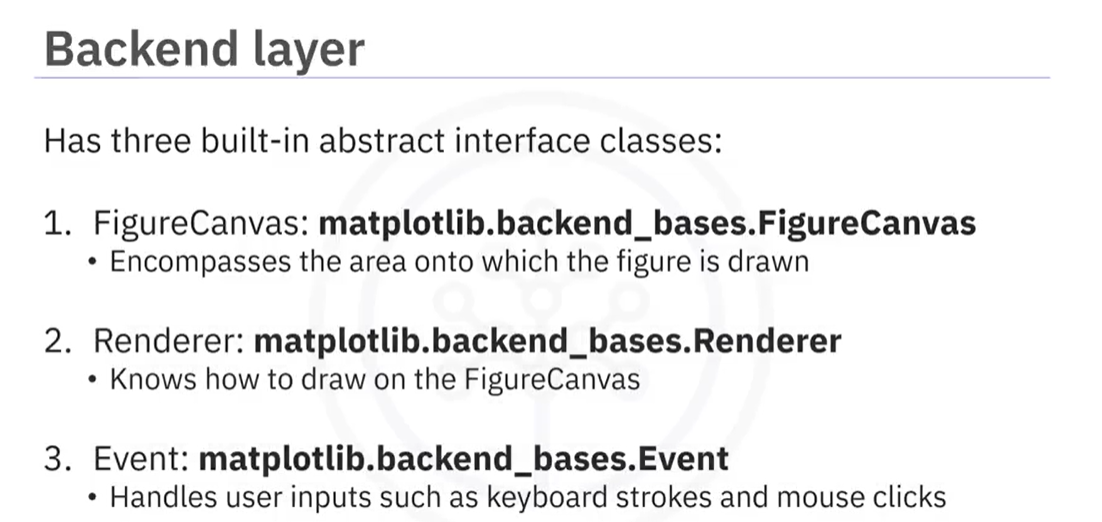 Backend layer
Has three built-in abstract interface classes:
1. FigureCanvas: matplotlib.backend_bases.FigureCanvas
• Encompasses the area onto which the figure is drawn
2. Renderer: matplotlib.backend_bases.Renderer
• Knows how to draw on the FigureCanvas
3. Event: matplotlib.backend_bases.Event
• Handles user inputs such as keyboard strokes and mouse clicks